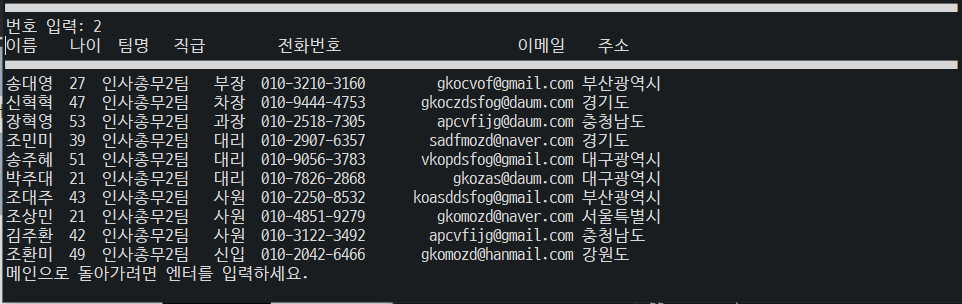 번호 입력: 2
이름 나이 팀명 직급 전화번호 이메일 주소
송대영 27 인사총무2팀 부장 010-3210-3160 gkocvof@gmail.com 부산광역시
신혁혁 47 인사총무2팀 차장 010-9444-4753 gkoczdsfog@daum.com 경기도
장혁영 53 인사총무2팀 과장 010-2518-7305 apcvfijg@daum.com 충청남도
조민미 39 인사총무2팀 대리 010-2907-6357 sadfmozd@naver.com 경기도
송주혜 51 인사총무2팀 대리 010-9056-3783 vkopdsfog@gmail.com 대구광역시
박주대 21 인사총무2팀 대리 010-7826-2868 gkozas@daum.com 대구광역시
조대주 43 인사총무2팀 사원 010-2250-8532 koasddsfog@gmail.com 부산광역시
조상민 21 인사총무2팀 사원 010-4851-9279 gkomozd@naver.com 서울특별시
김주환 42 인사총무2팀 사원 010-3122-3492 apcvfijg@gmail.com 충청남도
조환미 49 인사총무2팀 신입 010-2042-6466 gkomozd@hanmail.com 강원도
메인으로 돌아가려면 엔터를 입력하세요.